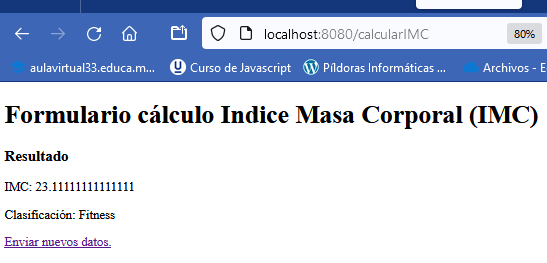 localhost:8080/calcularIMC
80%
aulavirtual33.educa.m...
Curso de Javascript
Píldoras Informáticas ...
Archivos - E
Formulario cálculo Indice Masa Corporal (IMC)
Resultado
IMC: 23.11111111111111
Clasificación: Fitness
Enviar nuevos datos.